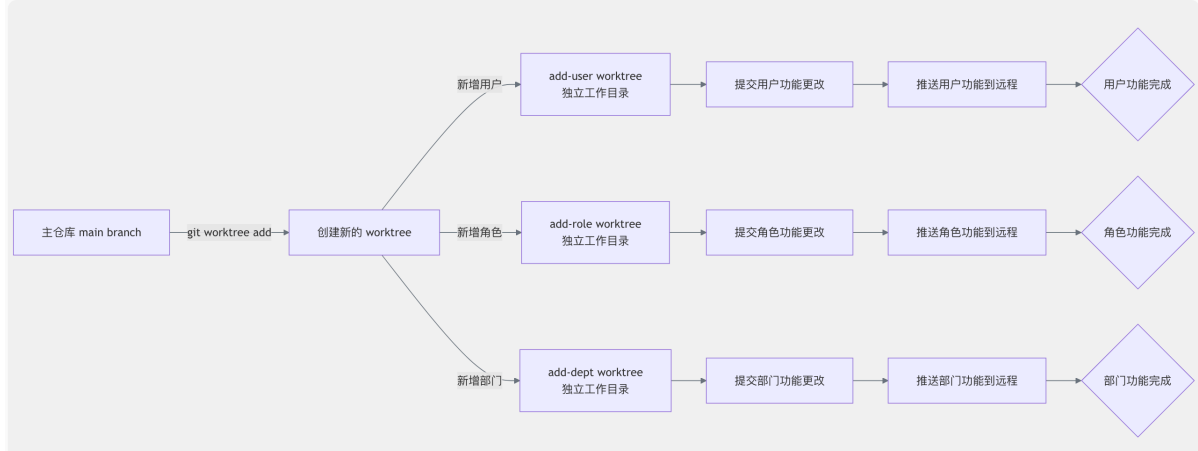 主仓库 main branch
git worktree add
创建新的 worktree
新增用户
add-user worktree
独立工作目录
提交用户功能更改
推送用户功能到远程
用户功能完成
新增角色
add-role worktree
独立工作目录
提交角色功能更改
推送角色功能到远程
角色功能完成
新增部门
add-dept worktree
独立工作目录
提交部门功能更改
推送部门功能到远程
部门功能完成